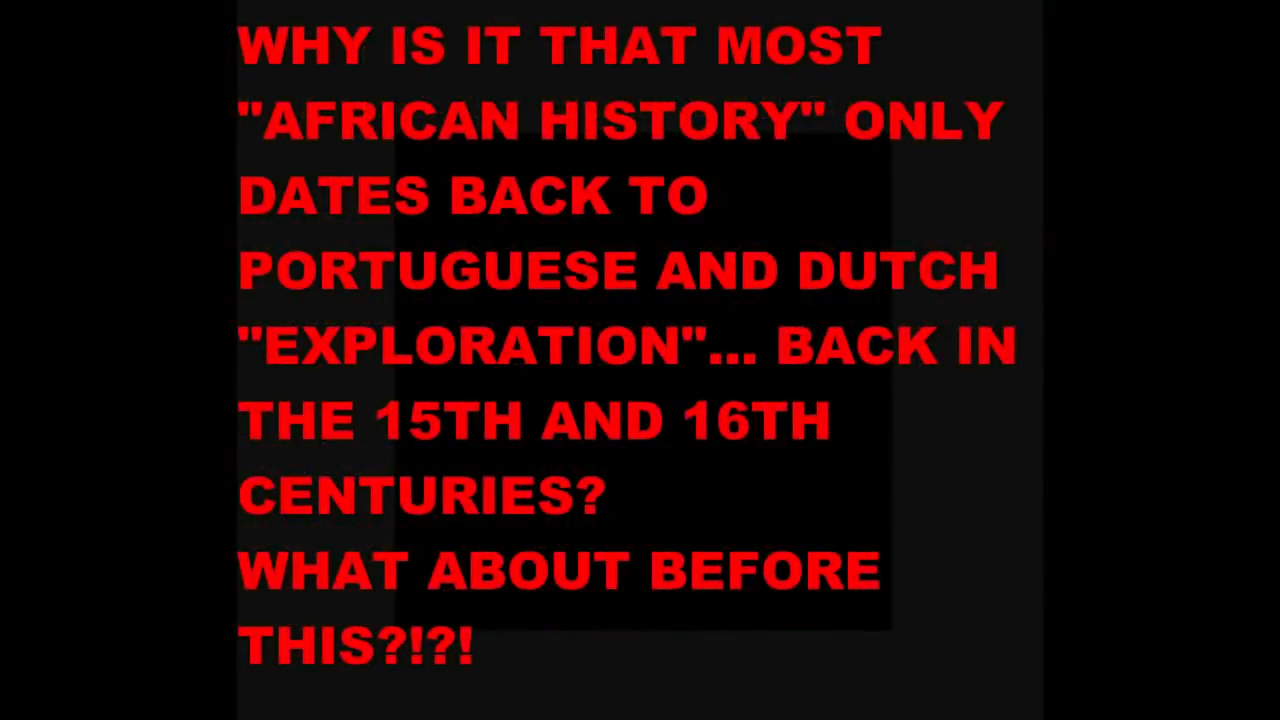 WHY IS IT THAT MOST
"AFRICAN HISTORY" ONLY
DATES BACK TO
PORTUGUESE AND DUTCH
"EXPLORATION"... BACK IN
THE 15TH AND 16TH
CENTURIES?
WHAT ABOUT BEFORE
THIS?!?!